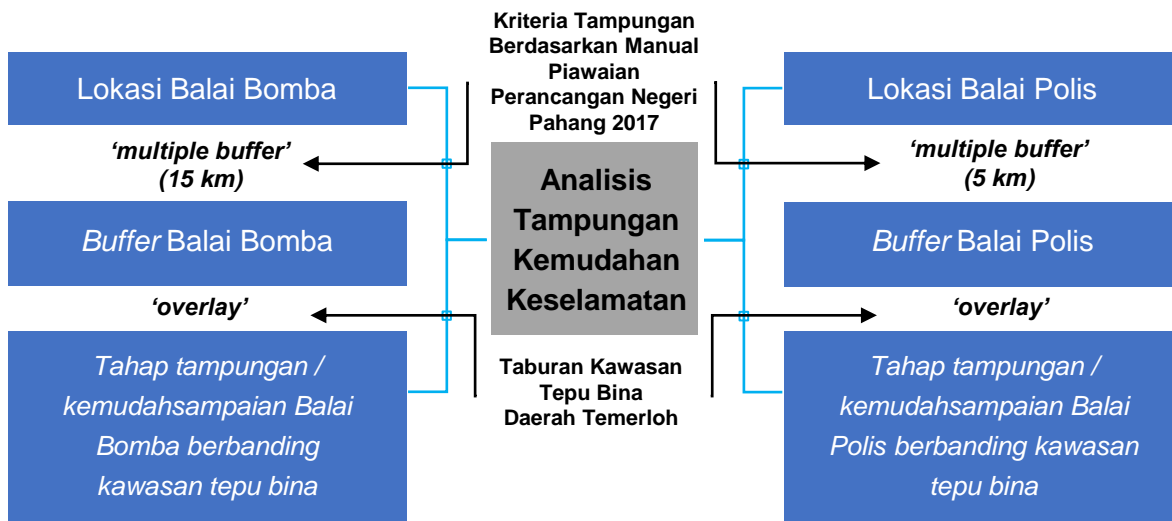 Kriteria Tampungan
Berdasarkan Manual
Piawaian
Perancangan Negeri
Pahang 2017
Lokasi Balai Bomba
'multiple buffer'
(15 km)
Buffer Balai Bomba
'overlay'
Tahap tampungan /
kemudahsampaian Balai
Bomba berbanding
kawasan tepu bina
Analisis
Tampungan
Kemudahan
Keselamatan
Taburan Kawasan
Tepu Bina
Daerah Temerloh
Lokasi Balai Polis
'multiple buffer'
(5 km)
Buffer Balai Polis
'overlay'
Tahap tampungan /
kemudahsampaian Balai
Polis berbanding kawasan
tepu bina